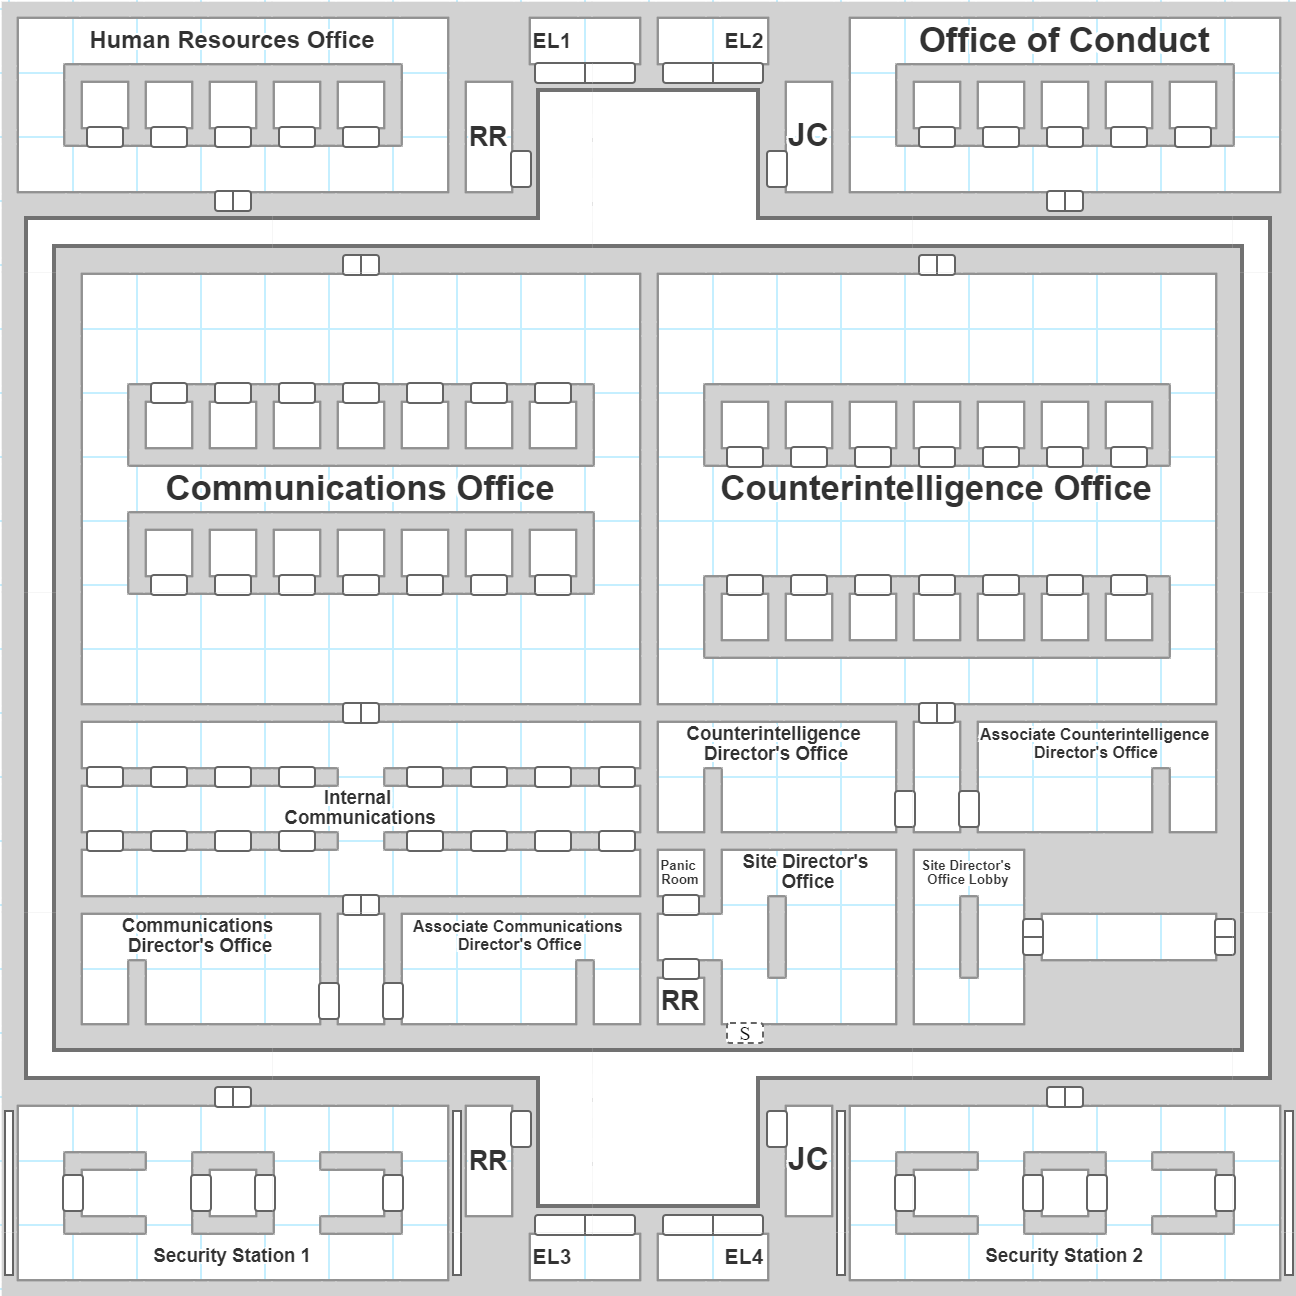 Human Resources Office
EL1
EL2
Office of Conduct
RR
JC
Communications Office
Counterintelligence Office
Counterintelligence
Director's Office
Associate Counterintelligence
Director's Office
Internal
Communications
Panic
Room
Site Director's
Office
Site Director's
Office Lobby
Communications
Director's Office
Associate Communications
Director's Office
RR
S
RR
JC
Security Station 1
EL3
EL4
Security Station 2